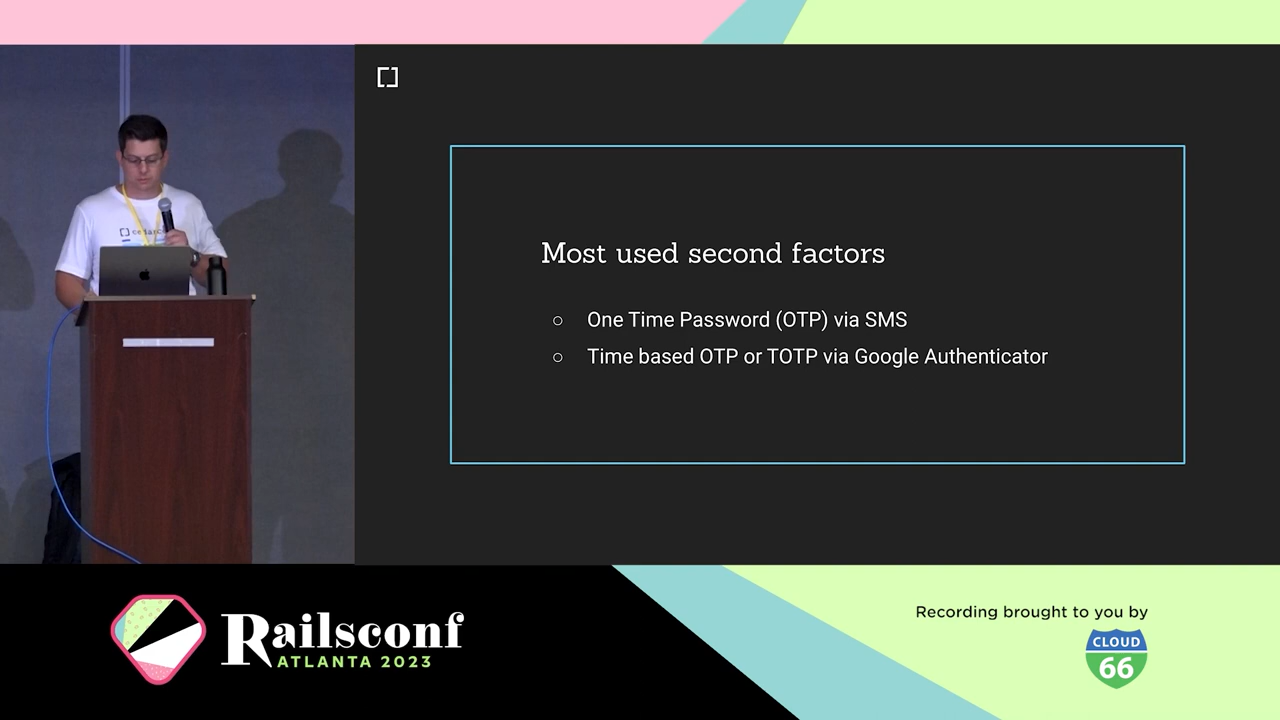 Most used second factors
One Time Password (OTP) via SMS
Time based OTP or TOTP via Google Authenticator
Railsconf
ATLANTA 2023
Recording brought to you by
CLOUD
66